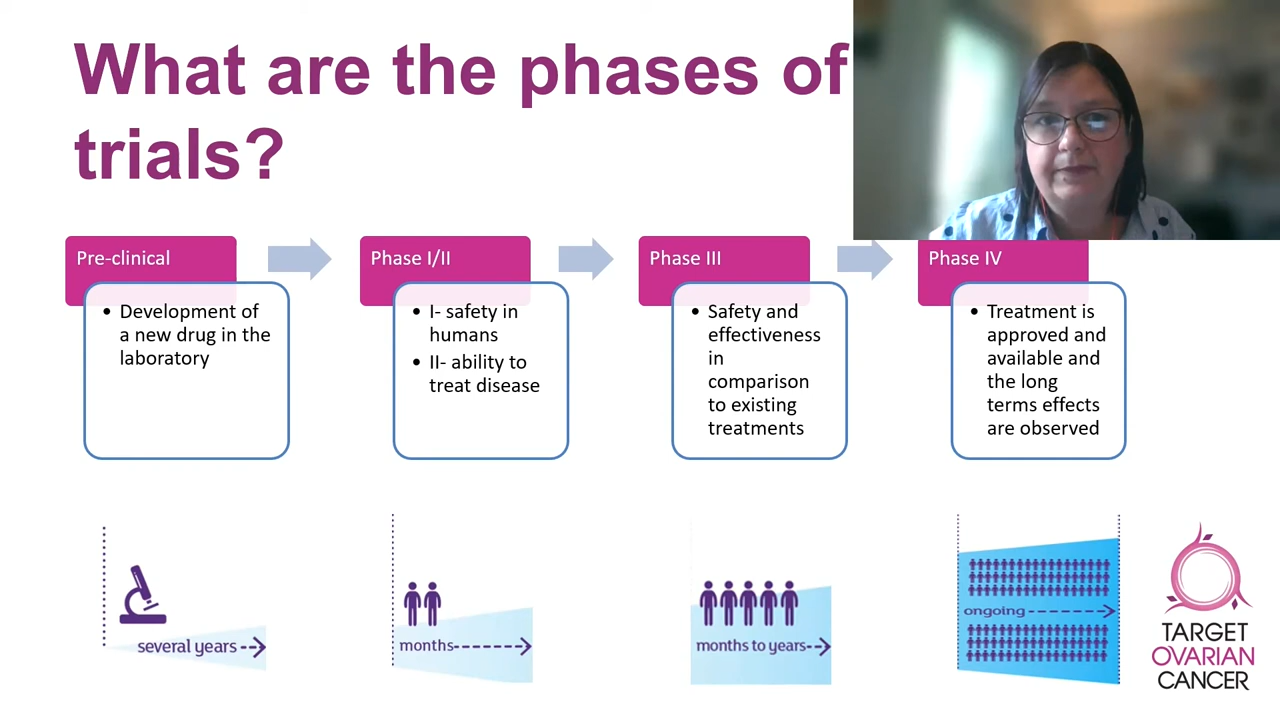 What are the phases of
trials?
Pre-clinical
• Development of
a new drug in the
laboratory
Phase I/II
• I- safety in
humans
• II- ability to
treat disease
Phase III
• Safety and
effectiveness
in
comparison
to existing
treatments
Phase IV
• Treatment is
approved and
available and
the long
terms effects
are observed
several years
months
months to years
ongoing
TARGET
OVARIAN
CANCER